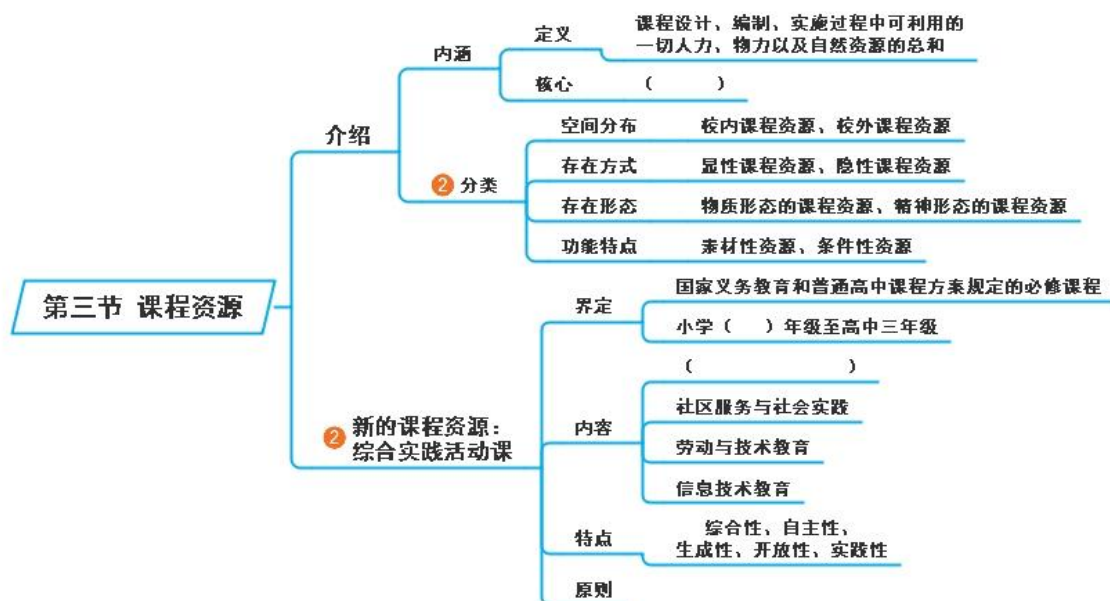 第三节 课程资源
介绍
内涵
定义
课程设计、编制、实施过程中可利用的
一切人力、物力以及自然资源的总和
核心 （ ）
2 分类
空间分布 校内课程资源、校外课程资源
存在方式 显性课程资源、隐性课程资源
存在形态 物质形态的课程资源、精神形态的课程资源
功能特点 素材性资源、条件性资源
2 新的课程资源：
综合实践活动课
界定
国家义务教育和普通高中课程方案规定的必修课程
小学（ ）年级至高中三年级
内容
（ ）
社区服务与社会实践
劳动与技术教育
信息技术教育
特点
综合性、自主性、
生成性、开放性、实践性
原则